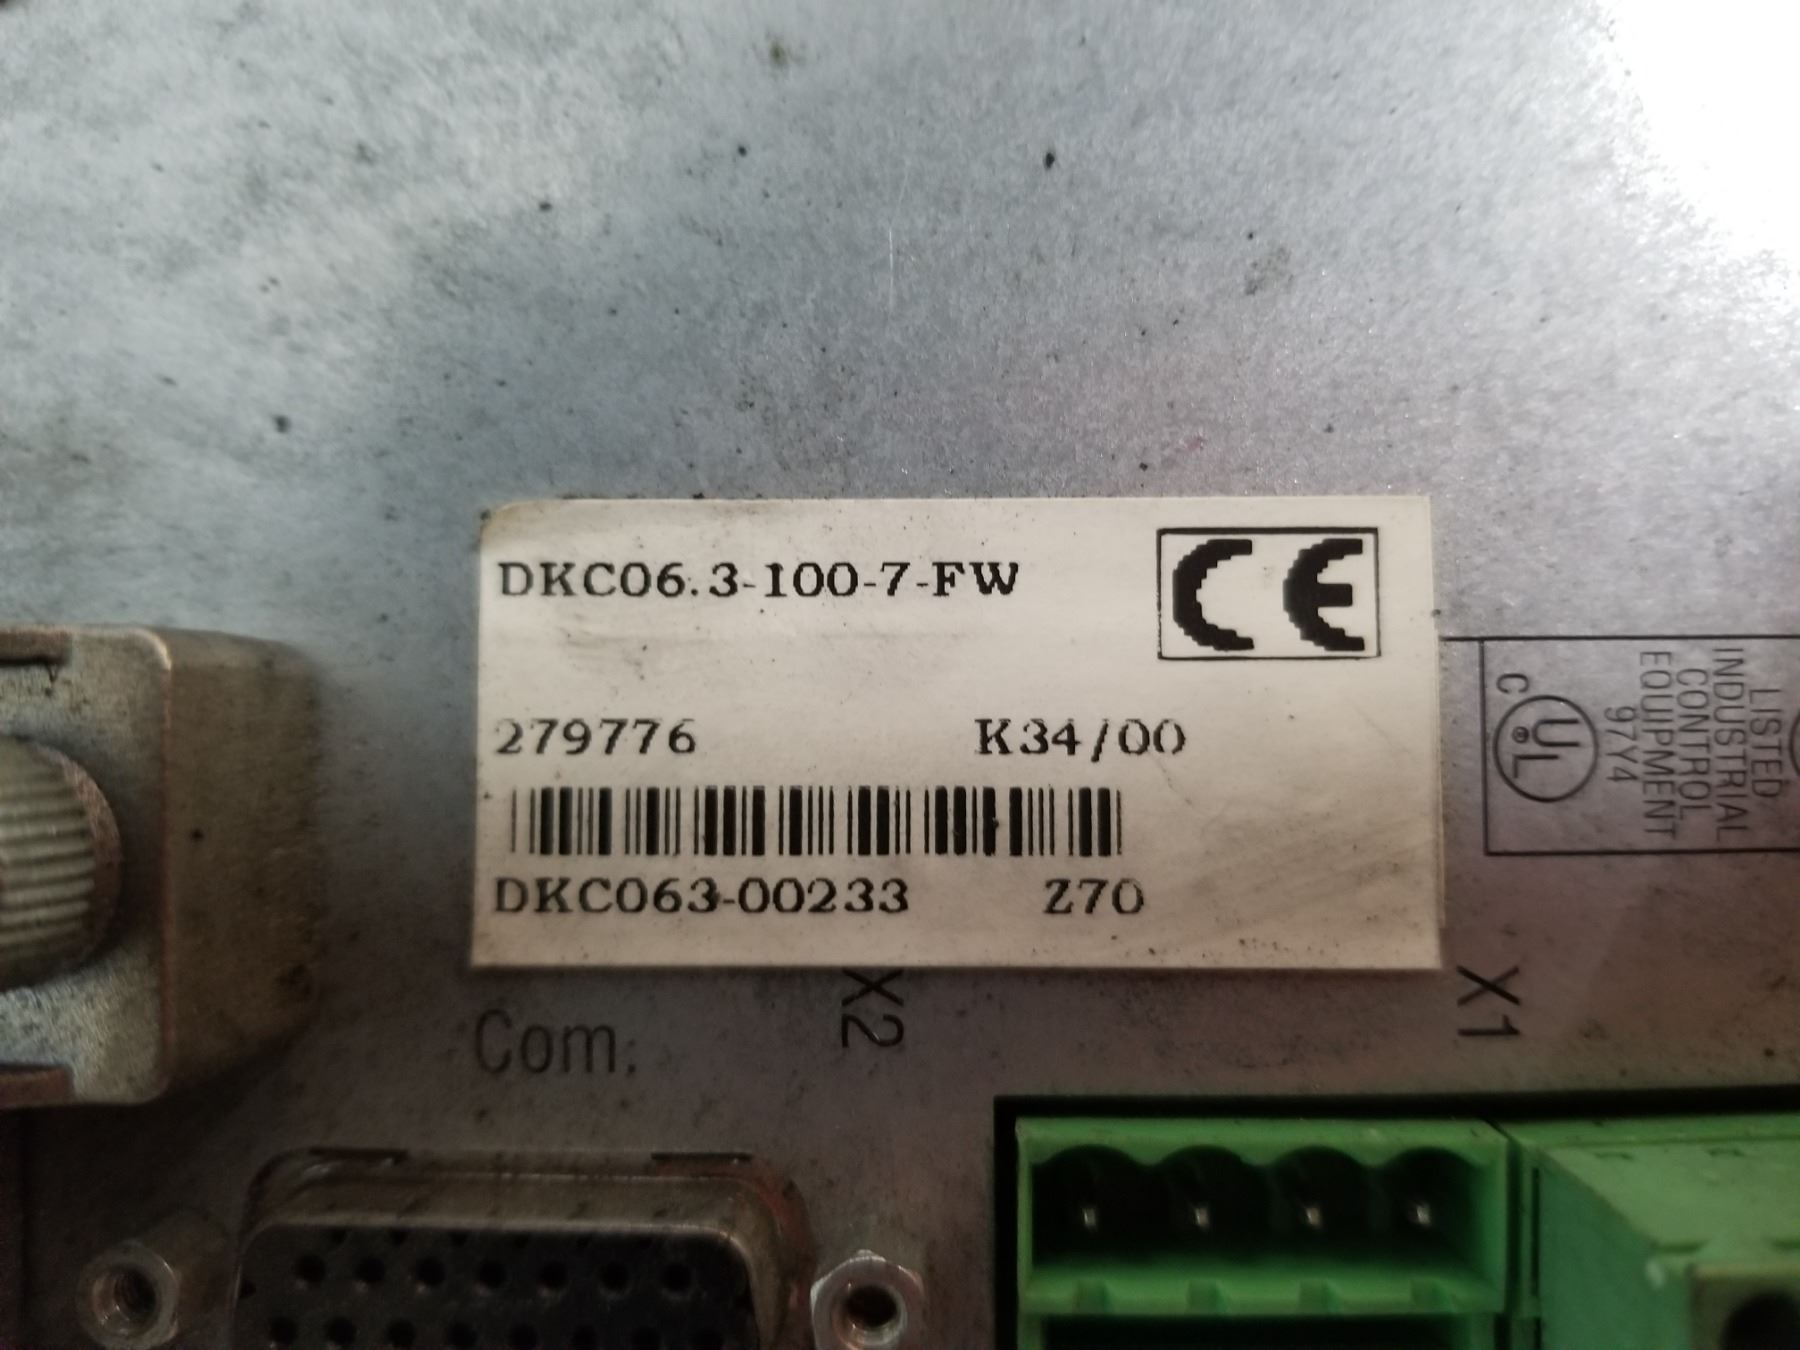 DKC06.3-100-7-FW
CE
279776 K34/00
DKC063-00233 Z70
C UL ®
LISTED
INDUSTRIAL
CONTROL
EQUIPMENT
97Y4
X2
X1
Com.